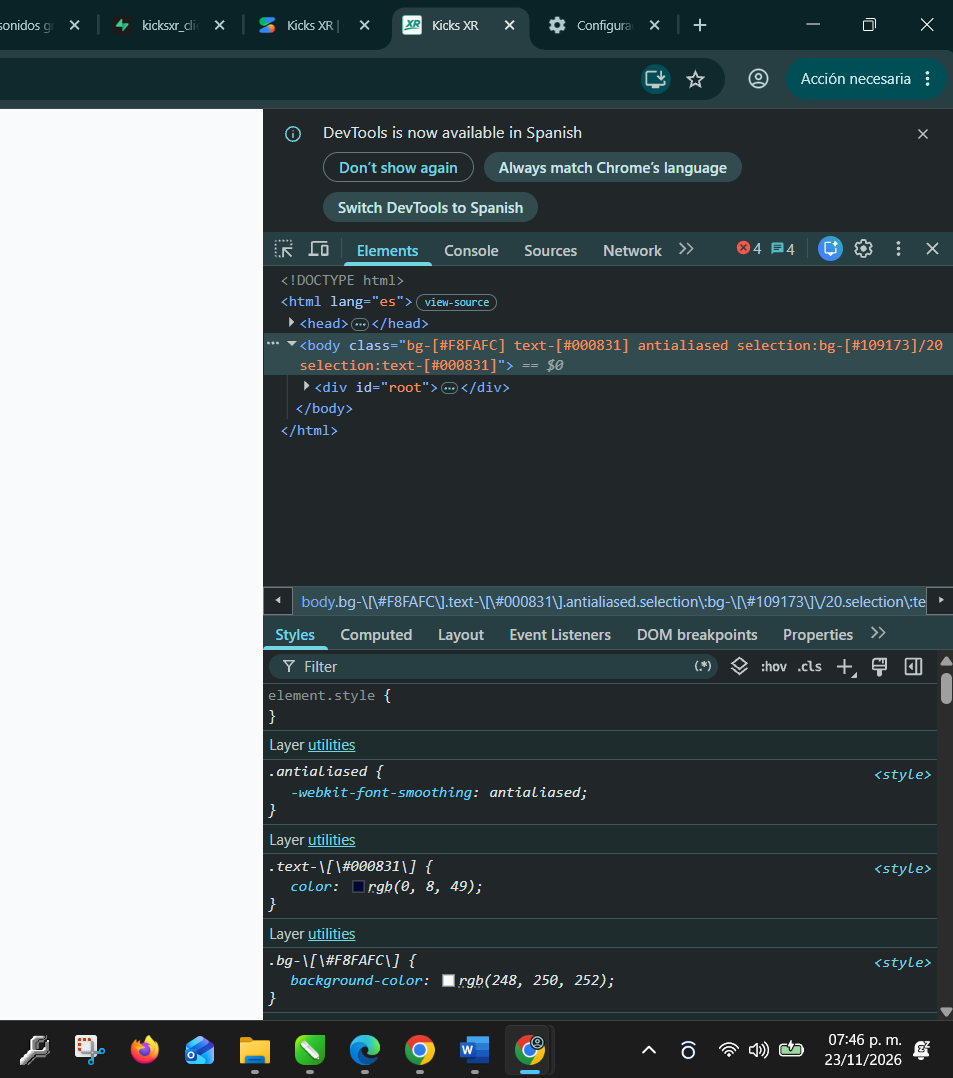 sonidos g
kicksxr_cli
Kicks XR |
XR Kicks XR
Configura
Acción necesaria
DevTools is now available in Spanish
Don't show again
Always match Chrome's language
Switch DevTools to Spanish
Elements Console Sources Network 4 4
<!DOCTYPE html>
<html lang="es"> view-source
<head> … </head>
<body class="bg-[#F8FAFC] text-[#000831] antialiased selection:bg-[#109173]/20
selection:text-[#000831]"> == $0
<div id="root"> … </div>
</body>
</html>
body.bg-\[\#F8FAFC\].text-\[\#000831\].antialiased.selection\:bg-\[\#109173\]\/20.selection\:te
Styles Computed Layout Event Listeners DOM breakpoints Properties
Filter (.*) :hov .cls
element.style {
}
Layer utilities
.antialiased { <style>
-webkit-font-smoothing: antialiased;
}
Layer utilities
.text-\[\#000831\] { <style>
color: rgb(0, 8, 49);
}
Layer utilities
.bg-\[\#F8FAFC\] { <style>
background-color: rgb(248, 250, 252);
}
07:46 p. m.
23/11/2026